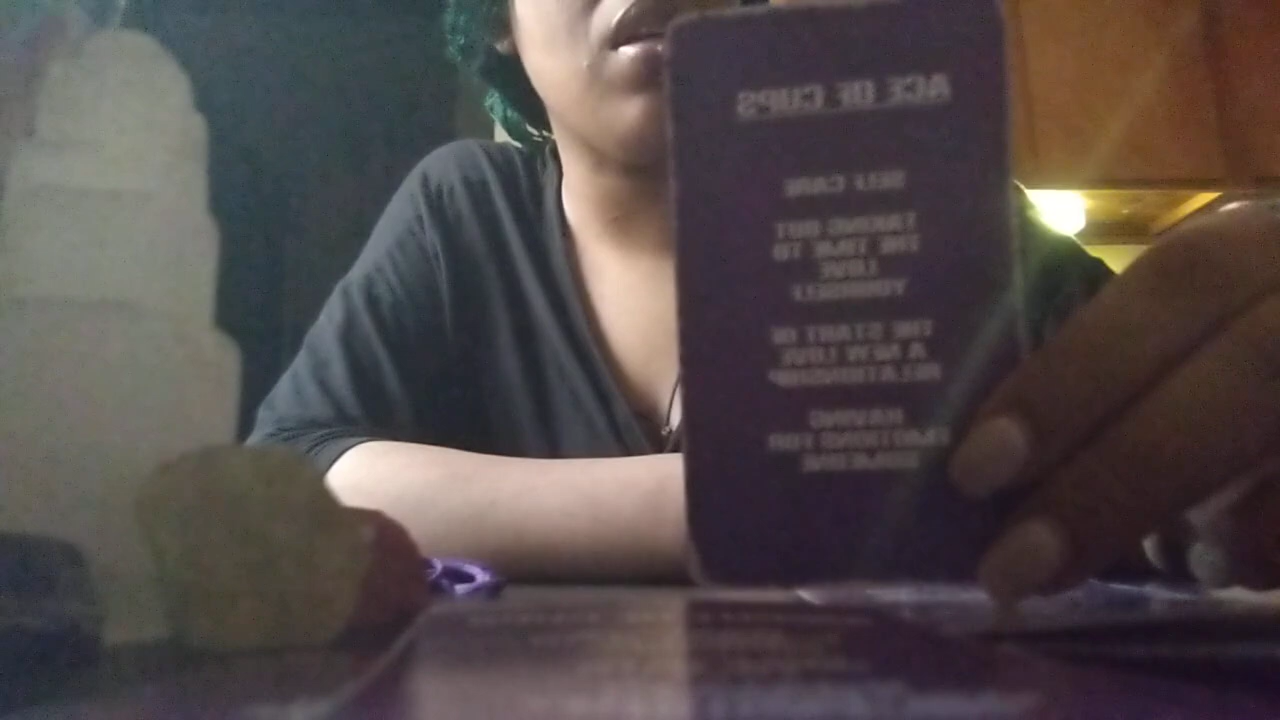 ACE OF CUPS
SELF CARE
TAKING OUT
THE TIME TO
LOVE
YOURSELF
THE START OF
A NEW LOVE
RELATIONSHIP
HAVING
EMOTIONS FOR
SOMEONE